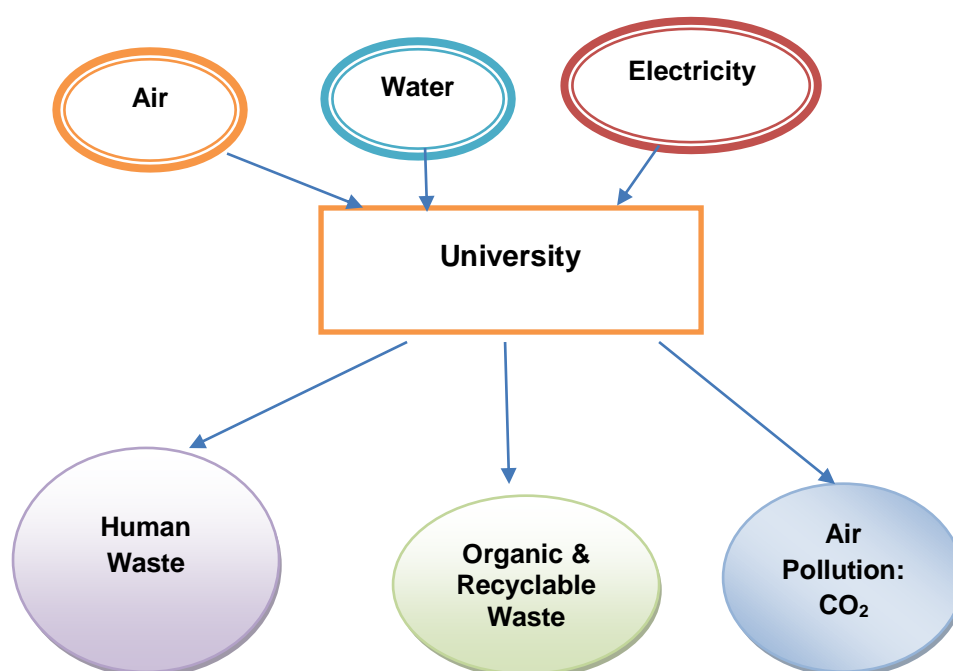 Air
Water
Electricity
University
Human
Waste
Organic &
Recyclable
Waste
Air
Pollution:
CO₂